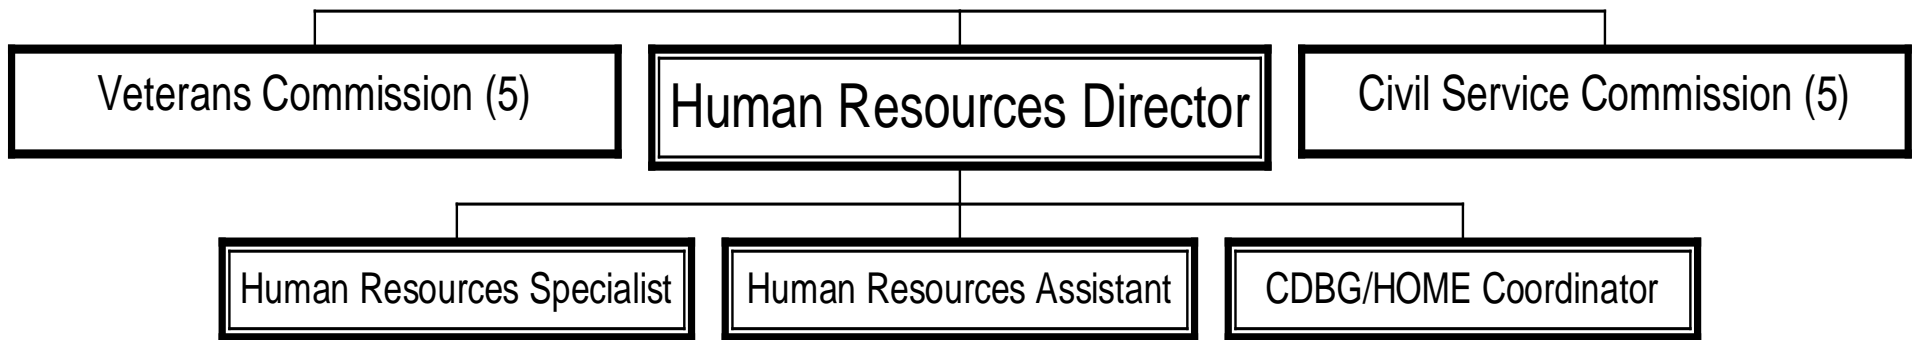 Veterans Commission (5)
Human Resources Director
Civil Service Commission (5)
Human Resources Specialist
Human Resources Assistant
CDBG/HOME Coordinator